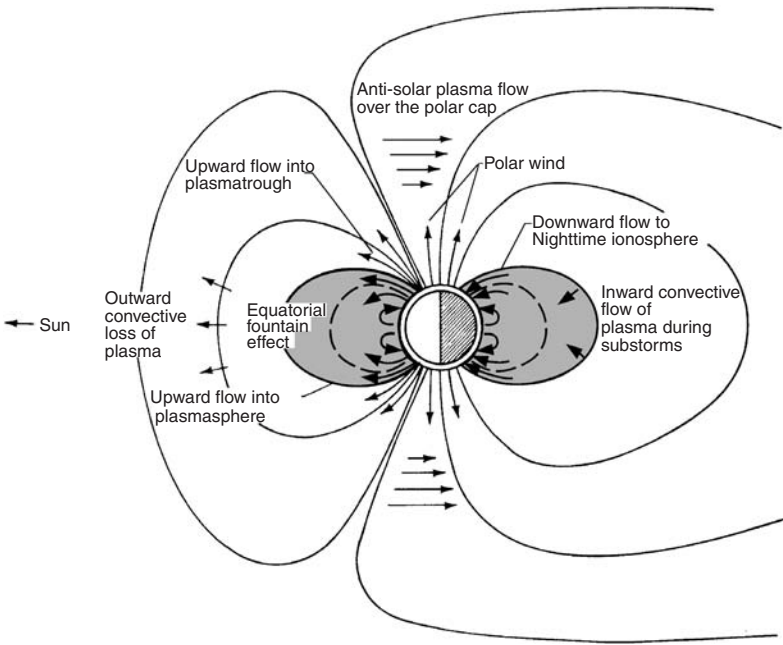 Anti-solar plasma flow
over the polar cap
Upward flow into
plasmatrough
Polar wind
Downward flow to
Nighttime ionosphere
Sun
Outward
convective
loss of
plasma
Equatorial
fountain
effect
Inward convective
flow of
plasma during
substorms
Upward flow into
plasmasphere